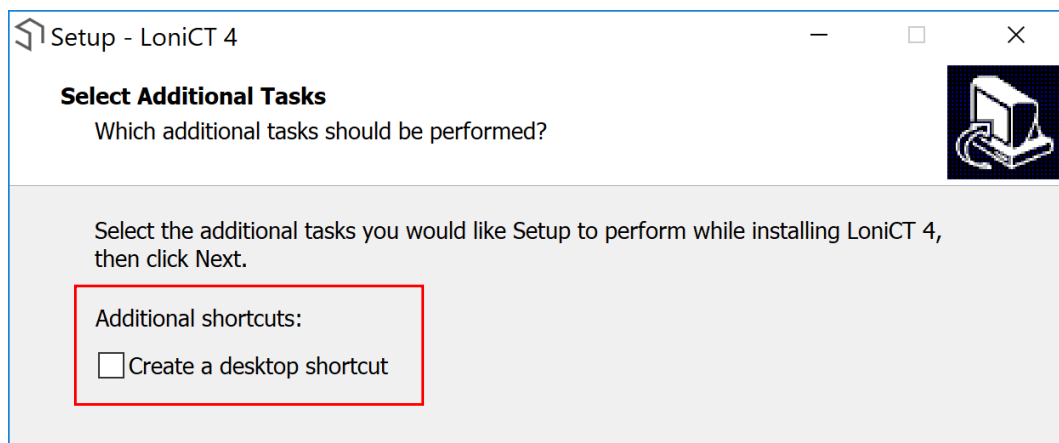 Setup - LoniCT 4
Select Additional Tasks
Which additional tasks should be performed?
Select the additional tasks you would like Setup to perform while installing LoniCT 4,
then click Next.
Additional shortcuts:
Create a desktop shortcut